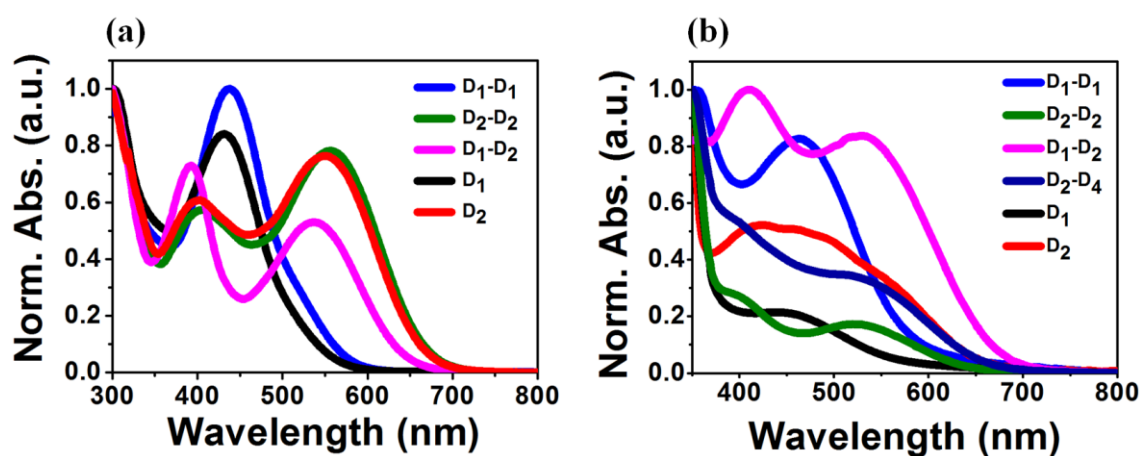 (a)
Norm. Abs. (a.u.)
1.0
0.8
0.6
0.4
0.2
0.0
300 400 500 600 700 800
Wavelength (nm)
D₁-D₁
D₂-D₂
D₁-D₂
D₁
D₂
(b)
Norm. Abs. (a.u.)
1.0
0.8
0.6
0.4
0.2
0.0
400 500 600 700 800
Wavelength (nm)
D₁-D₁
D₂-D₂
D₁-D₂
D₂-D₄
D₁
D₂